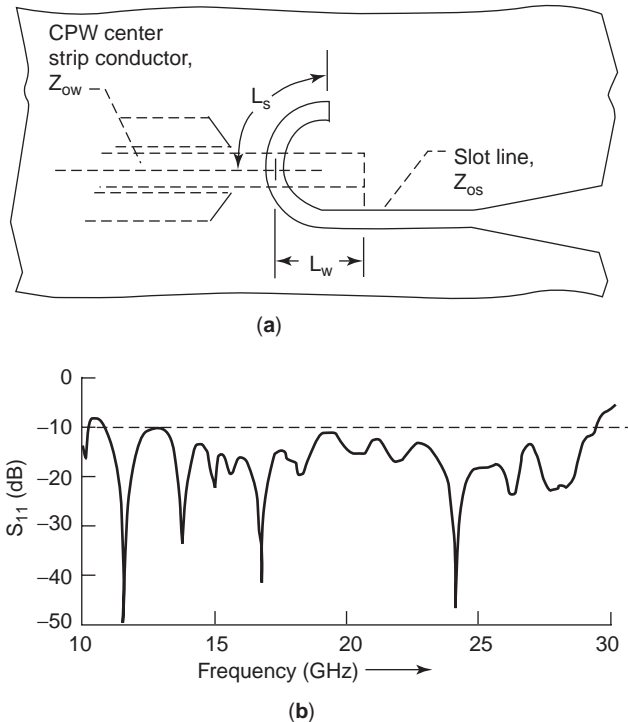 CPW center
strip conductor,
Z_ow
L_s
Slot line,
Z_os
L_w
(a)
0
–10
–20
–30
–40
–50
S_11 (dB)
10
15
20
25
30
Frequency (GHz)
(b)